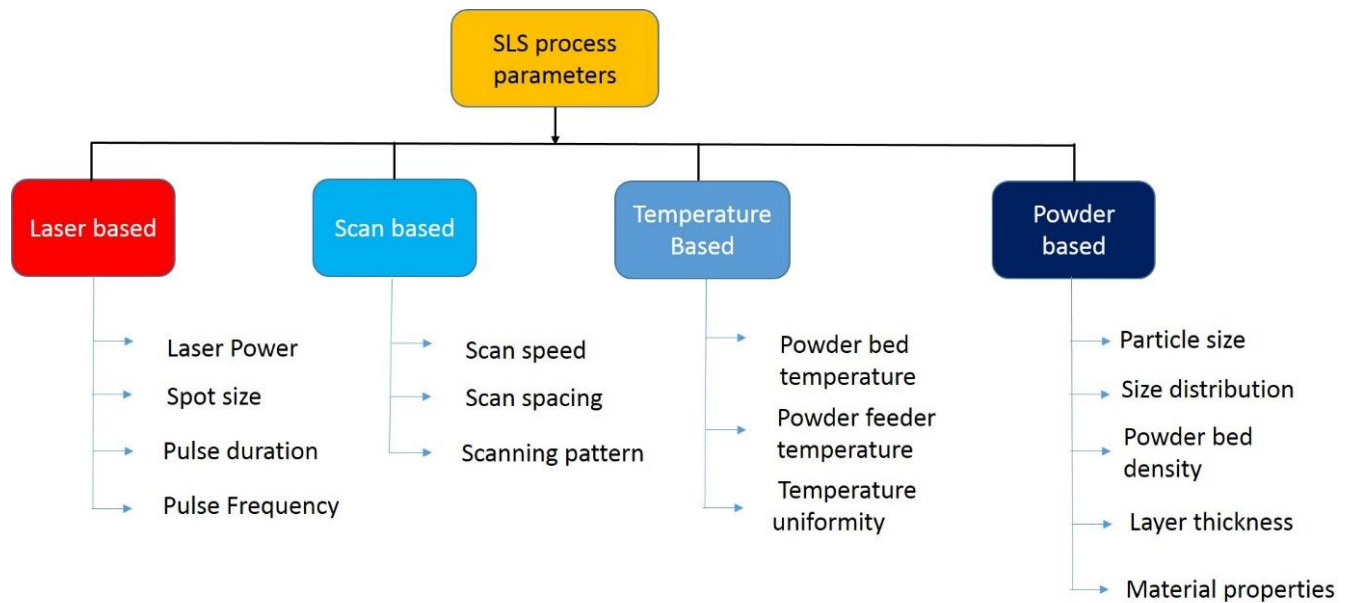 SLS process
parameters
Laser based
Scan based
Temperature
Based
Powder
based
Laser Power
Spot size
Pulse duration
Pulse Frequency
Scan speed
Scan spacing
Scanning pattern
Powder bed
temperature
Powder feeder
temperature
Temperature
uniformity
Particle size
Size distribution
Powder bed
density
Layer thickness
Material properties